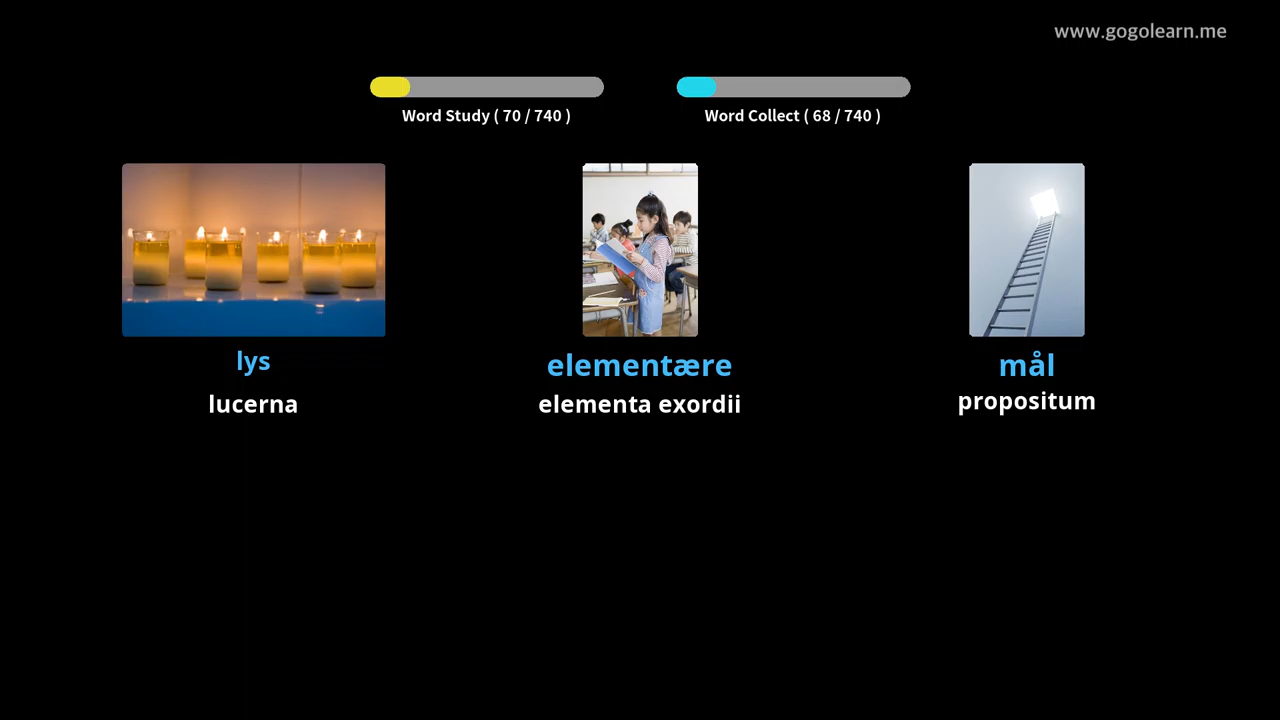 www.gogolearn.me
Word Study ( 70 / 740 )
Word Collect ( 68 / 740 )
lys
lucerna
elementære
elementa exordii
mål
propositum